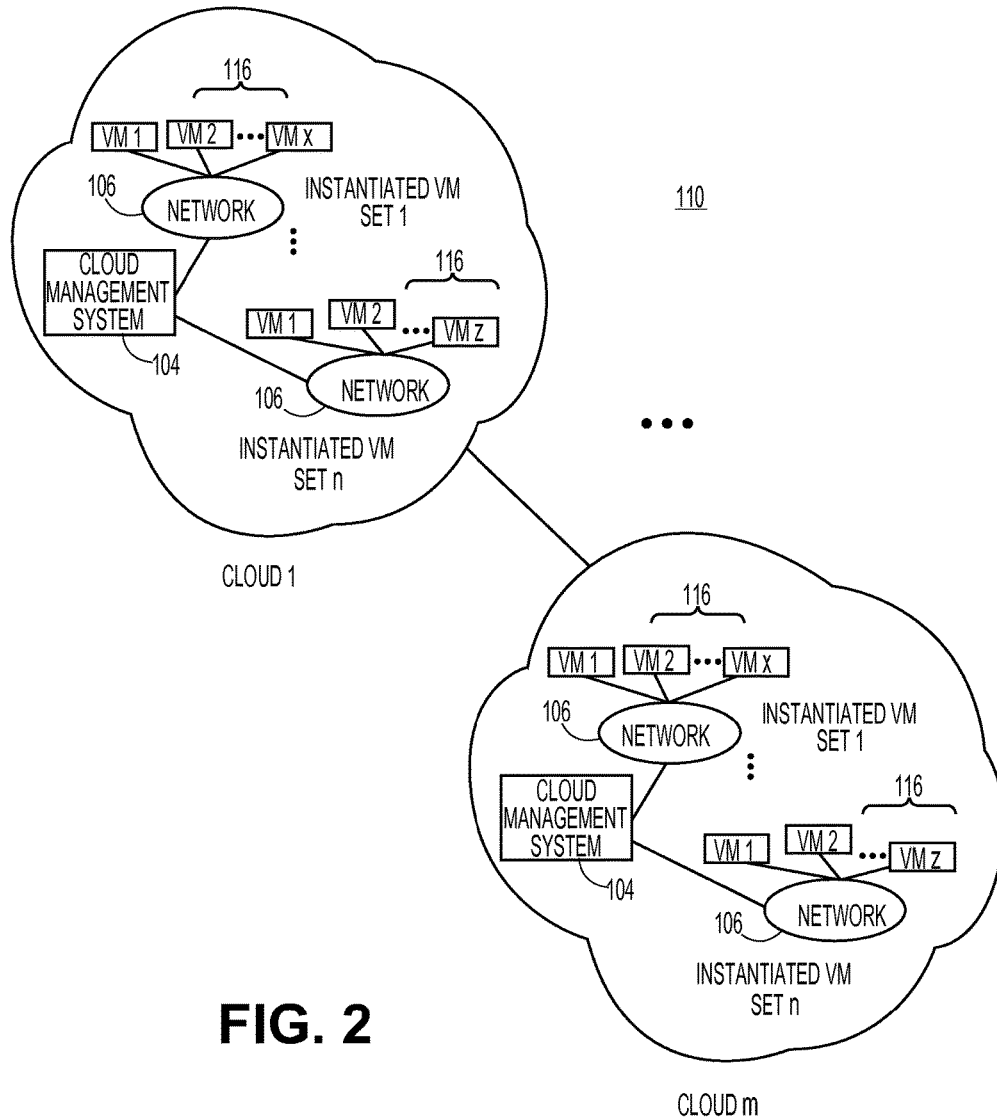 116
VM 1 VM 2 ••• VM x
106
NETWORK
INSTANTIATED VM
SET 1
110
CLOUD
MANAGEMENT
SYSTEM
104
116
VM 1 VM 2 ••• VM z
106
NETWORK
INSTANTIATED VM
SET n
CLOUD 1
116
VM 1 VM 2 ••• VM x
106
NETWORK
INSTANTIATED VM
SET 1
CLOUD
MANAGEMENT
SYSTEM
104
116
VM 1 VM 2 ••• VM z
106
NETWORK
INSTANTIATED VM
SET n
CLOUD m
FIG. 2